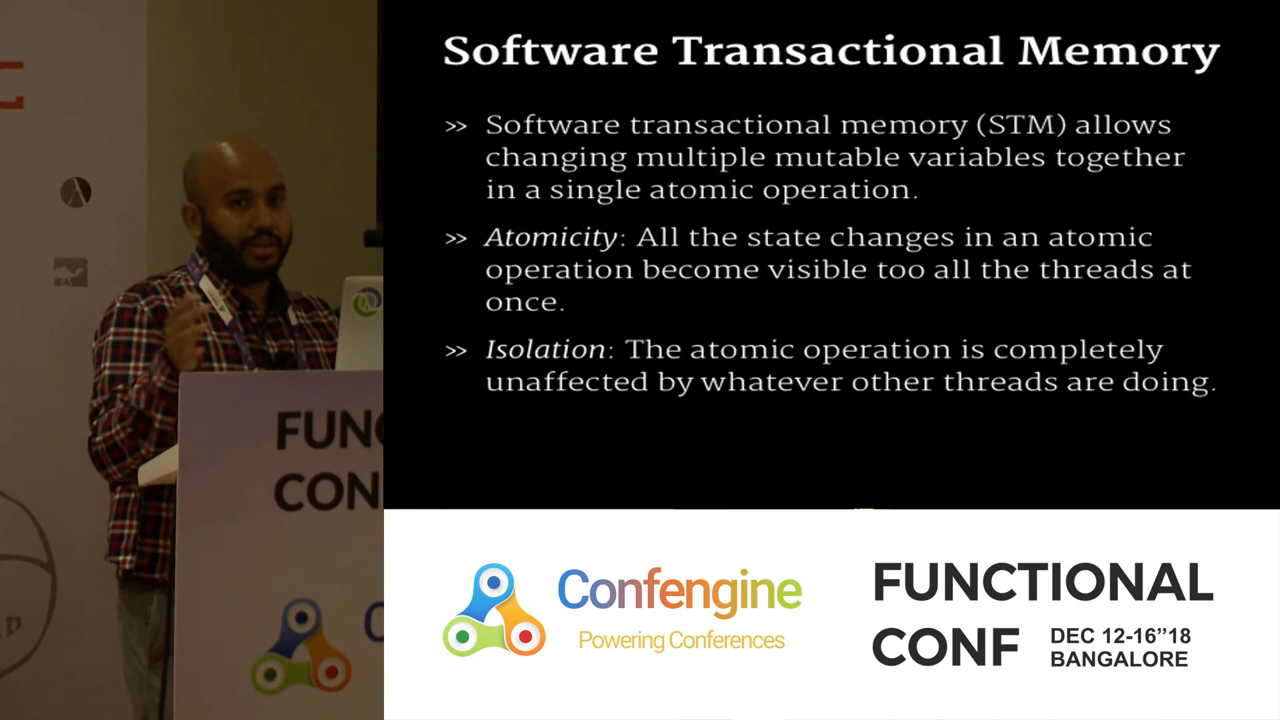 Software Transactional Memory
>> Software transactional memory (STM) allows
changing multiple mutable variables together
in a single atomic operation.
>> Atomicity: All the state changes in an atomic
operation become visible too all the threads at
once.
>> Isolation: The atomic operation is completely
unaffected by whatever other threads are doing.
FUNC
CON
C
Confengine
Powering Conferences
FUNCTIONAL
CONF DEC 12-16”18
BANGALORE